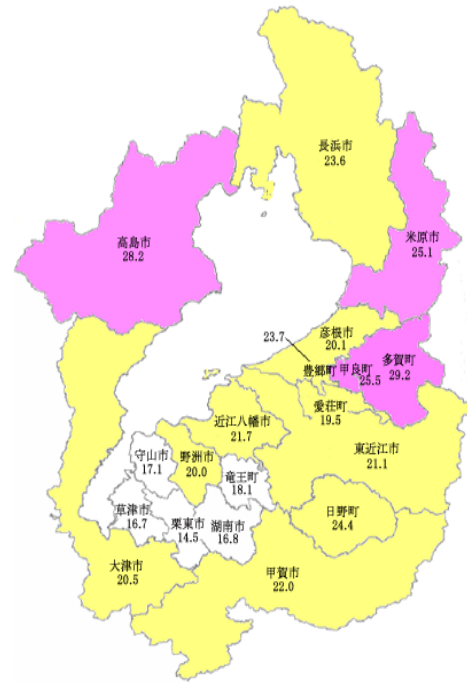 長浜市
23.6
高島市
28.2
米原市
25.1
彦根市
20.1
23.7
豊郷町
甲良町
25.5
多賀町
29.2
愛荘町
19.5
近江八幡市
21.7
東近江市
21.1
守山市
17.1
野洲市
20.0
竜王町
18.1
草津市
16.7
栗東市
14.5
湖南市
16.8
日野町
24.4
大津市
20.5
甲賀市
22.0